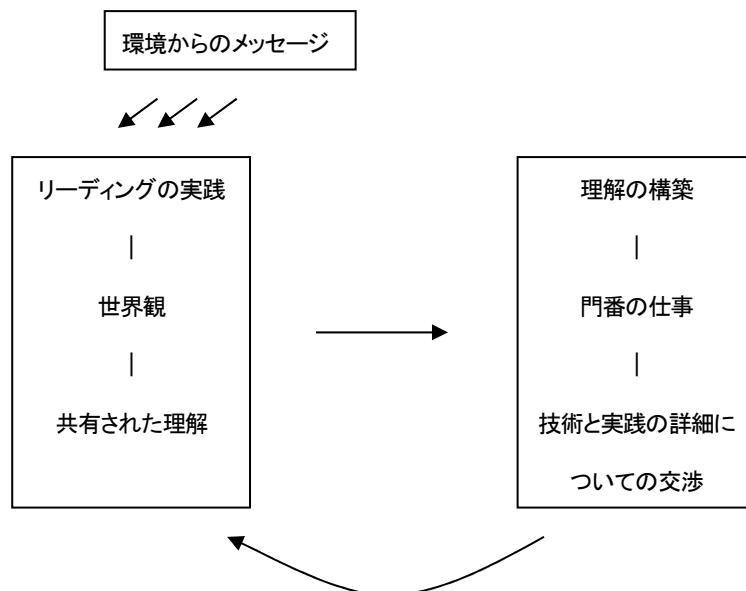 環境からのメッセージ
リーディングの実践
|
世界観
|
共有された理解
理解の構築
|
門番の仕事
|
技術と実践の詳細に
ついての交渉